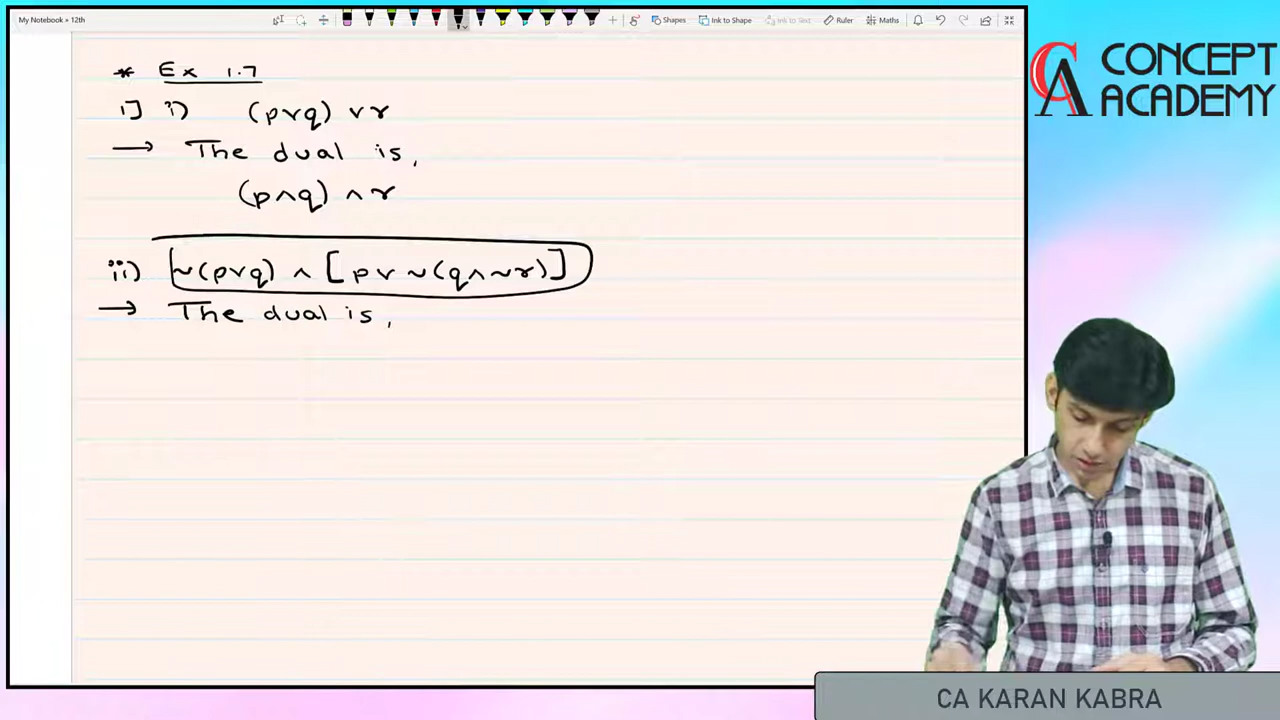 My Notebook » 12th
Shapes
Ink to Shape
Ink to Text
Ruler
Maths
CONCEPT
ACADEMY
* Ex 1.7
1] i) (p∨q) ∨ r
→ The dual is,
(p∧q) ∧ r
ii) ~(p∨q) ∧ [p∨ ~(q∧~r)]
→ The dual is,
CA KARAN KABRA